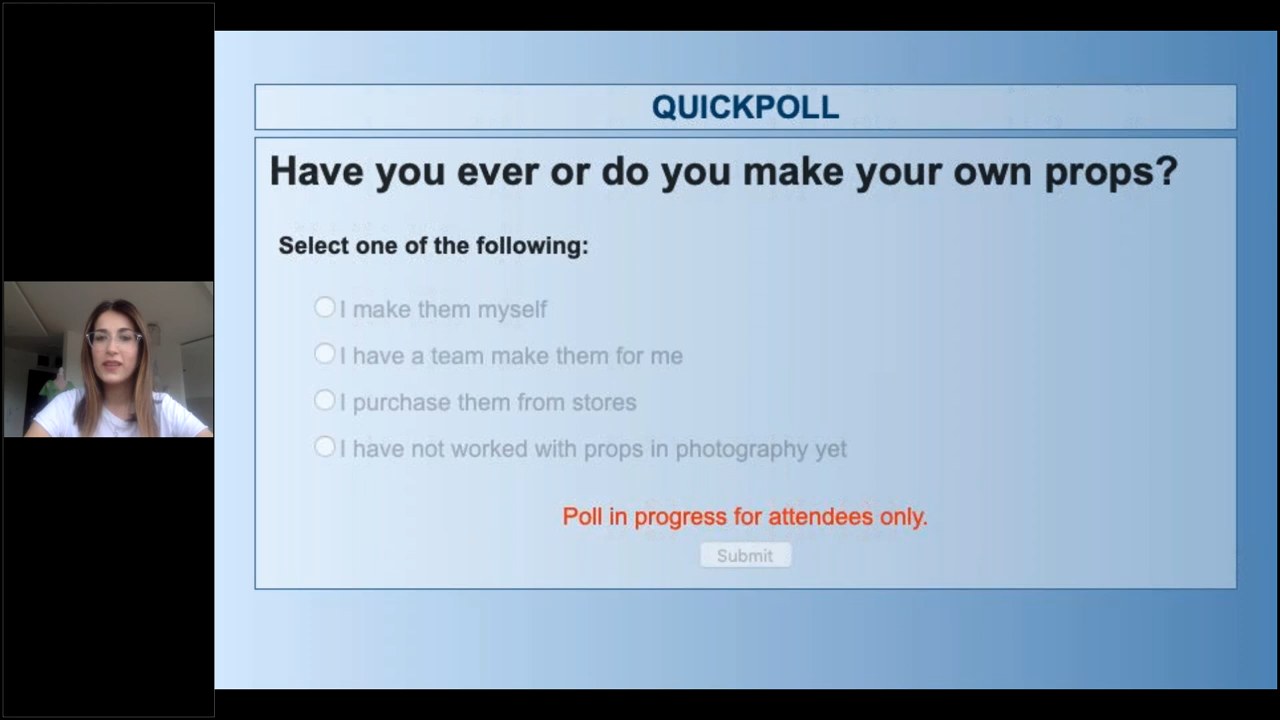 QUICKPOLL
Have you ever or do you make your own props?
Select one of the following:
I make them myself
I have a team make them for me
I purchase them from stores
I have not worked with props in photography yet
Poll in progress for attendees only.
Submit